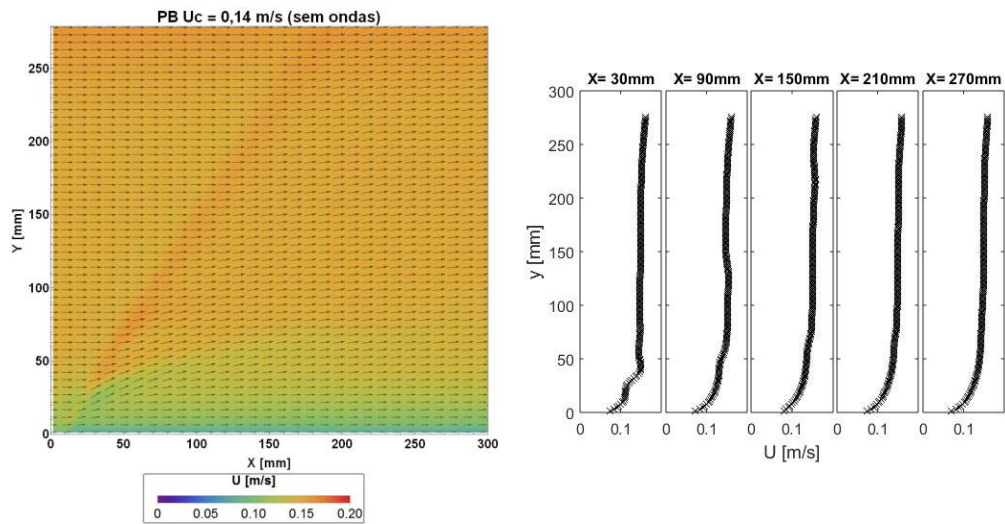 PB Uc = 0,14 m/s (sem ondas)
250
200
150
100
50
0
Y [mm]
0 50 100 150 200 250 300
X [mm]
U [m/s]
0 0.05 0.10 0.15 0.20
X= 30mm X= 90mm X= 150mm X= 210mm X= 270mm
300
250
200
150
100
50
0
y [mm]
0 0.1 0 0.1 0 0.1 0 0.1 0 0.1
U [m/s]